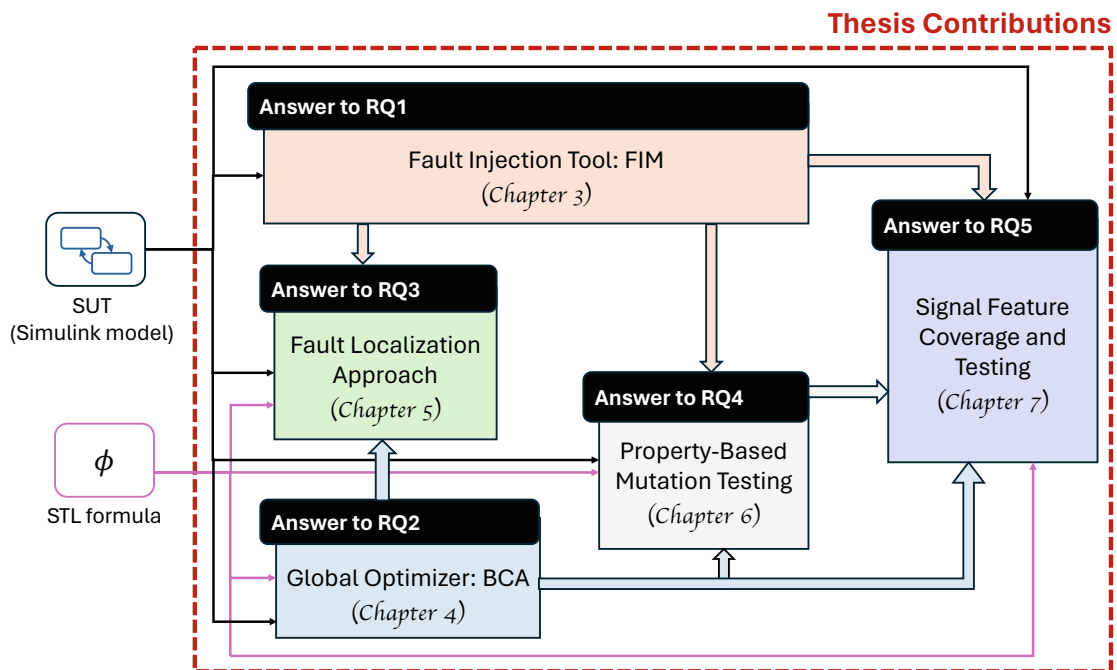 Thesis Contributions
Answer to RQ1
Fault Injection Tool: FIM
(Chapter 3)
SUT
(Simulink model)
Answer to RQ3
Fault Localization
Approach
(Chapter 5)
Answer to RQ5
Signal Feature
Coverage and
Testing
(Chapter 7)
Answer to RQ4
Property-Based
Mutation Testing
(Chapter 6)
ϕ
STL formula
Answer to RQ2
Global Optimizer: BCA
(Chapter 4)